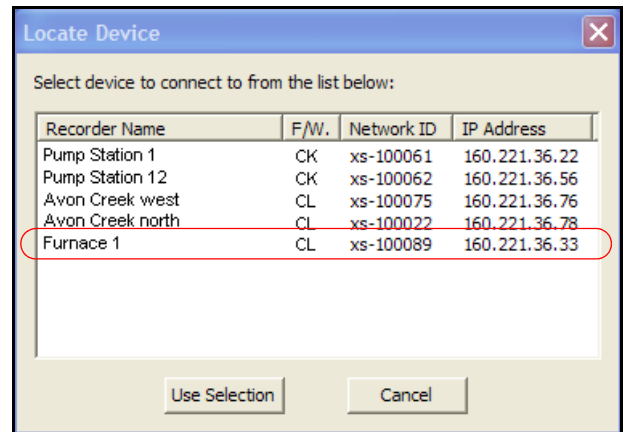 Locate Device
Select device to connect to from the list below:
Recorder Name F/W. Network ID IP Address
Pump Station 1 CK xs-100061 160.221.36.22
Pump Station 12 CK xs-100062 160.221.36.56
Avon Creek west CL xs-100075 160.221.36.76
Avon Creek north CL xs-100022 160.221.36.78
Furnace 1 CL xs-100089 160.221.36.33
Use Selection Cancel